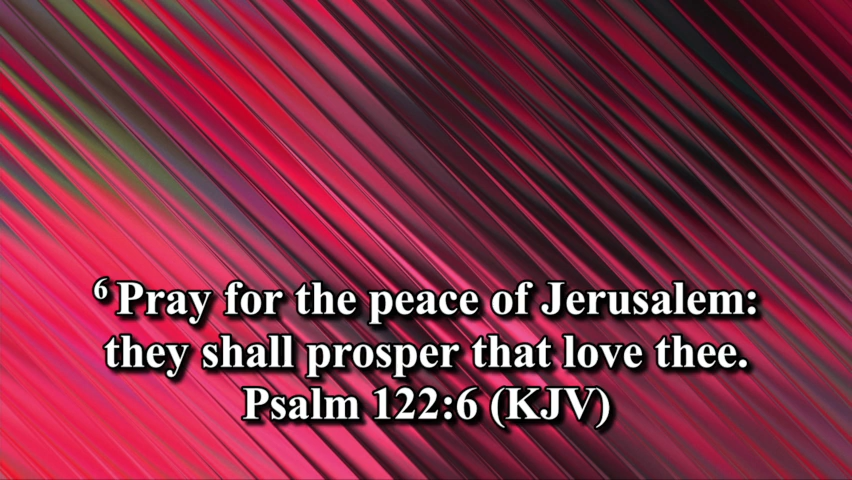 ⁶ Pray for the peace of Jerusalem:
they shall prosper that love thee.
Psalm 122:6 (KJV)